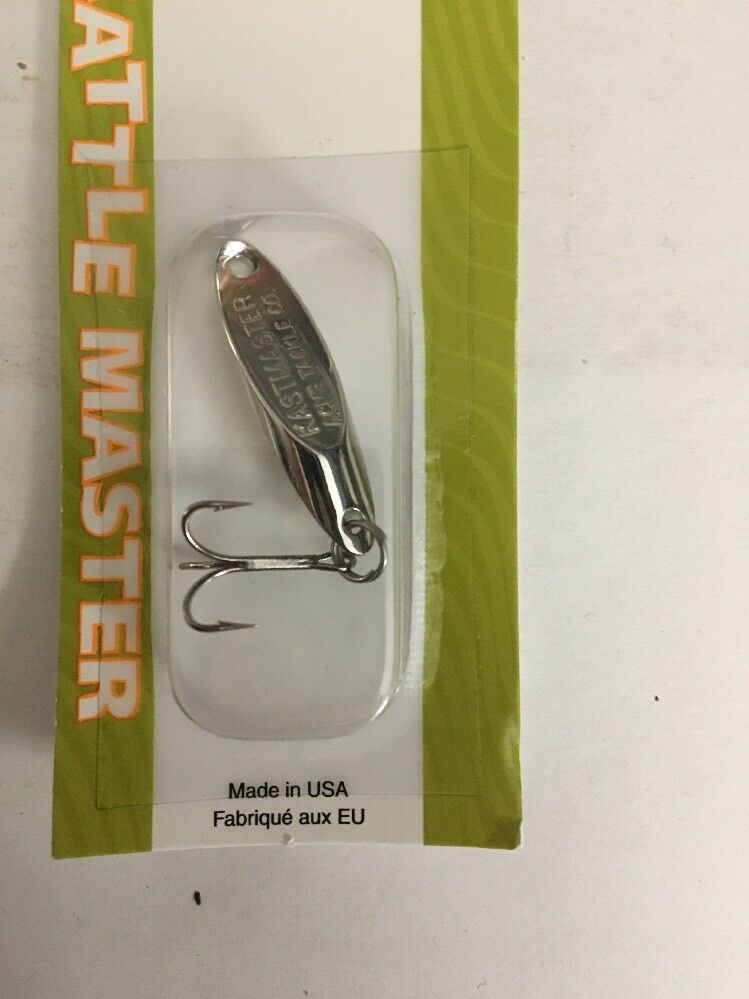 ATTLE MASTER
KASTMASTER
ACME TACKLE CO.
Made in USA
Fabriqué aux EU